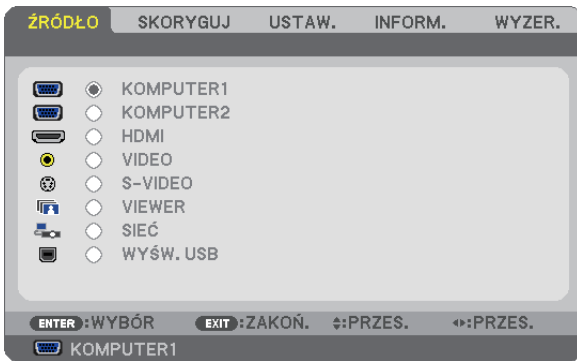 ŹRÓDŁO SKORYGUJ USTAW. INFORM. WYZER.
KOMPUTER1
KOMPUTER2
HDMI
VIDEO
S-VIDEO
VIEWER
SIEĆ
WYŚW. USB
ENTER :WYBÓR EXIT :ZAKOŃ. :PRZES. :PRZES.
KOMPUTER1